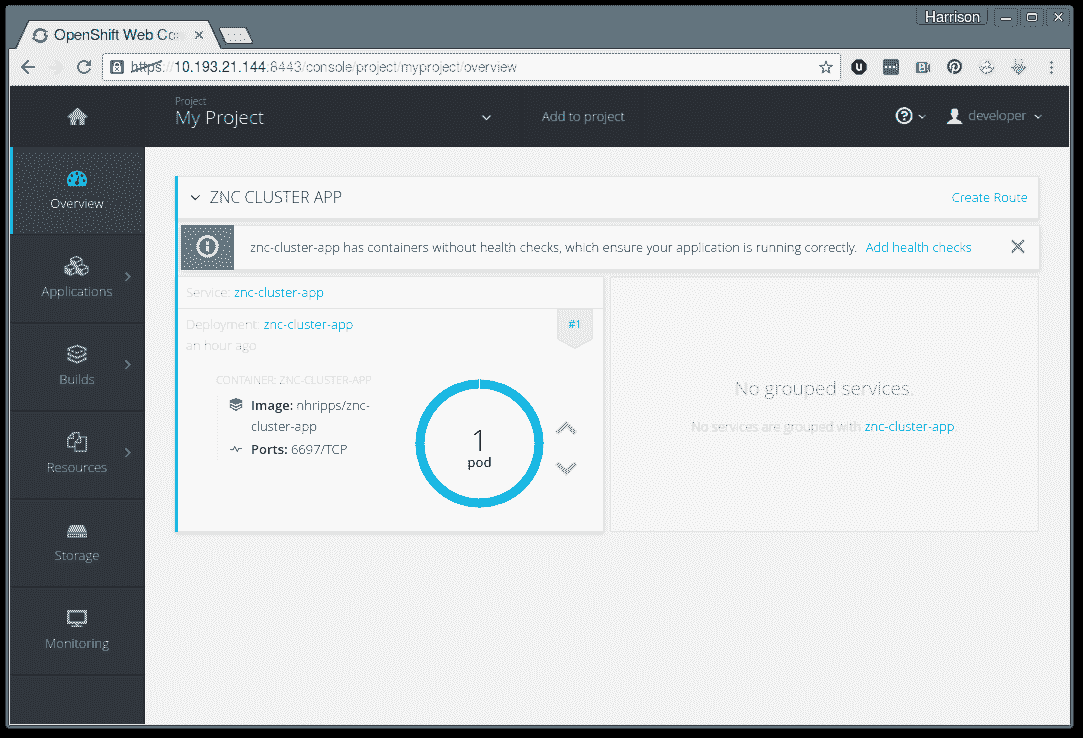 Harrison
OpenShift Web Co
https://10.193.21.144:8443/console/project/myproject/overview
Project
My Project
Add to project
developer
Overview
Applications
Builds
Resources
Storage
Monitoring
ZNC CLUSTER APP
Create Route
znc-cluster-app has containers without health checks, which ensure your application is running correctly. Add health checks
Service: znc-cluster-app
Deployment: znc-cluster-app
#1
an hour ago
CONTAINER: ZNC-CLUSTER-APP
Image: nhripps/znc-
cluster-app
Ports: 6697/TCP
1
pod
No grouped services.
No services are grouped with znc-cluster-app.